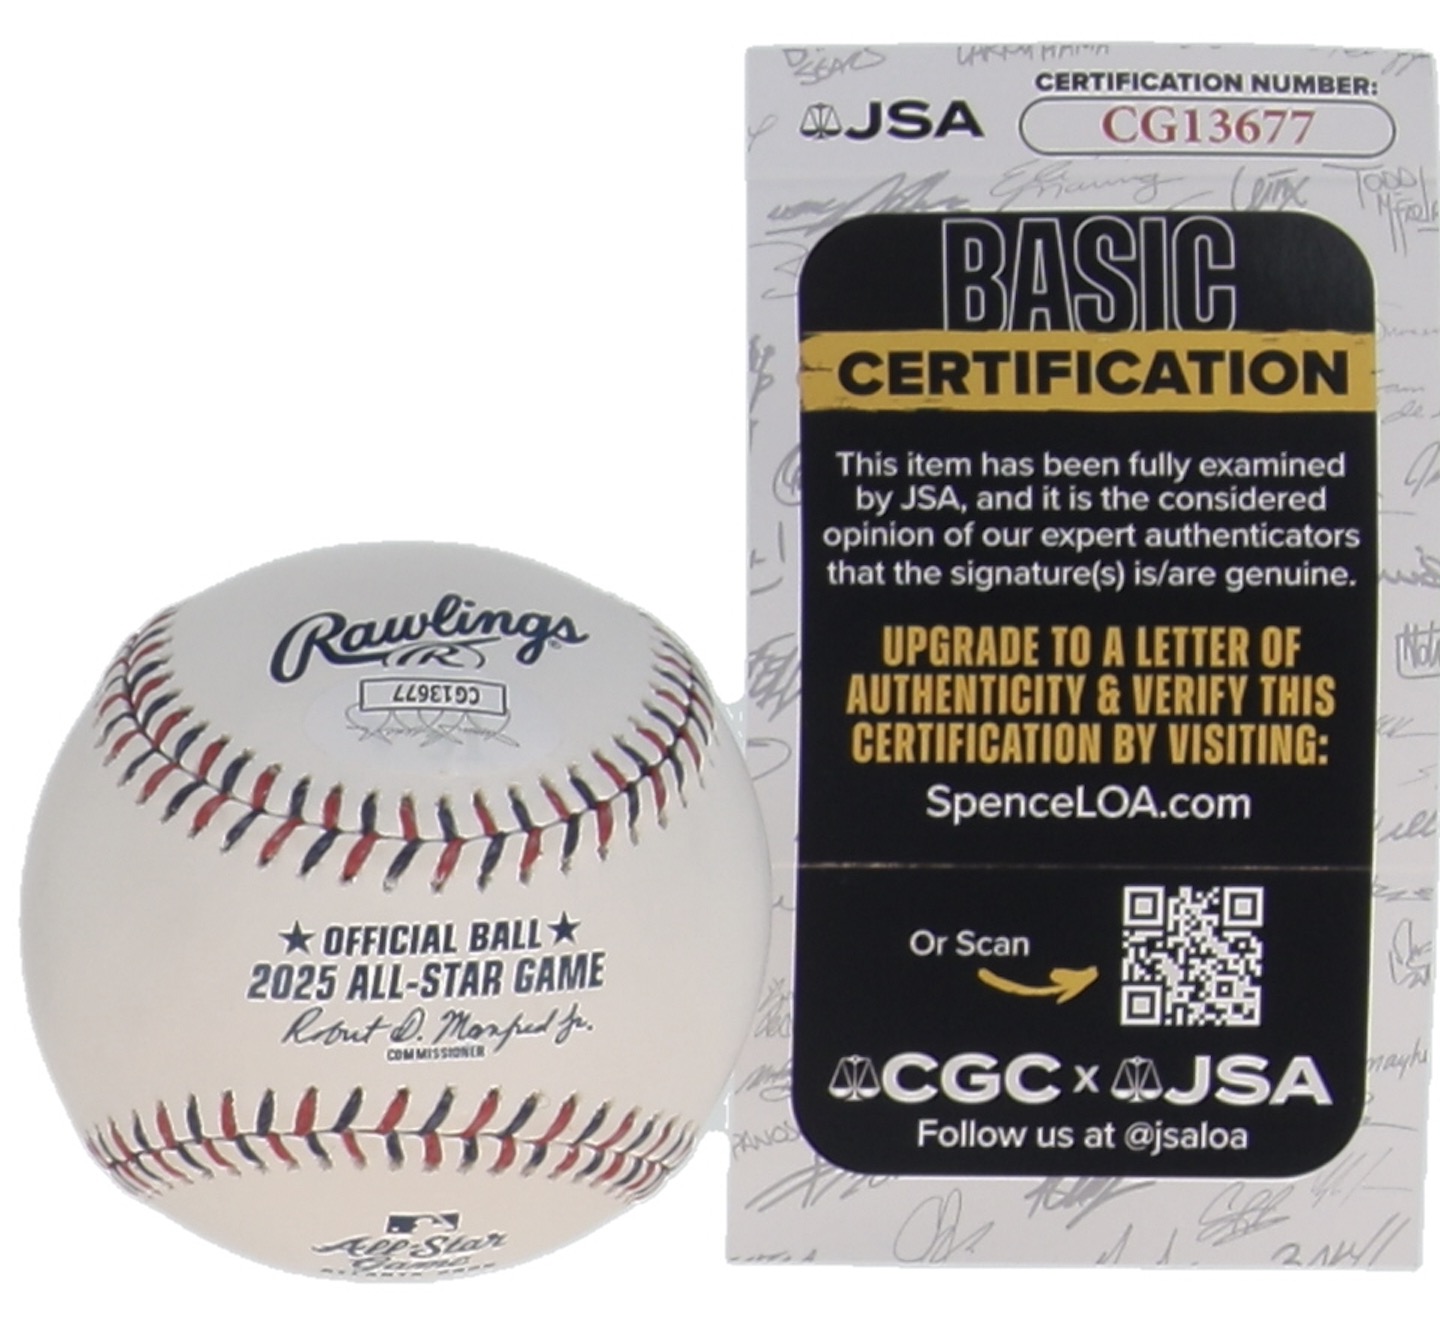 CERTIFICATION NUMBER:
JSA
CG13677
BASIC
CERTIFICATION
This item has been fully examined
by JSA, and it is the considered
opinion of our expert authenticators
that the signature(s) is/are genuine.
UPGRADE TO A LETTER OF
AUTHENTICITY & VERIFY THIS
CERTIFICATION BY VISITING:
SpenceLOA.com
Or Scan
CGC x JSA
Follow us at @jsaloa
Rawlings
R
CG13677
OFFICIAL BALL
2025 ALL-STAR GAME
Robert D. Manfred Jr.
COMMISSIONER
All-Star
Game